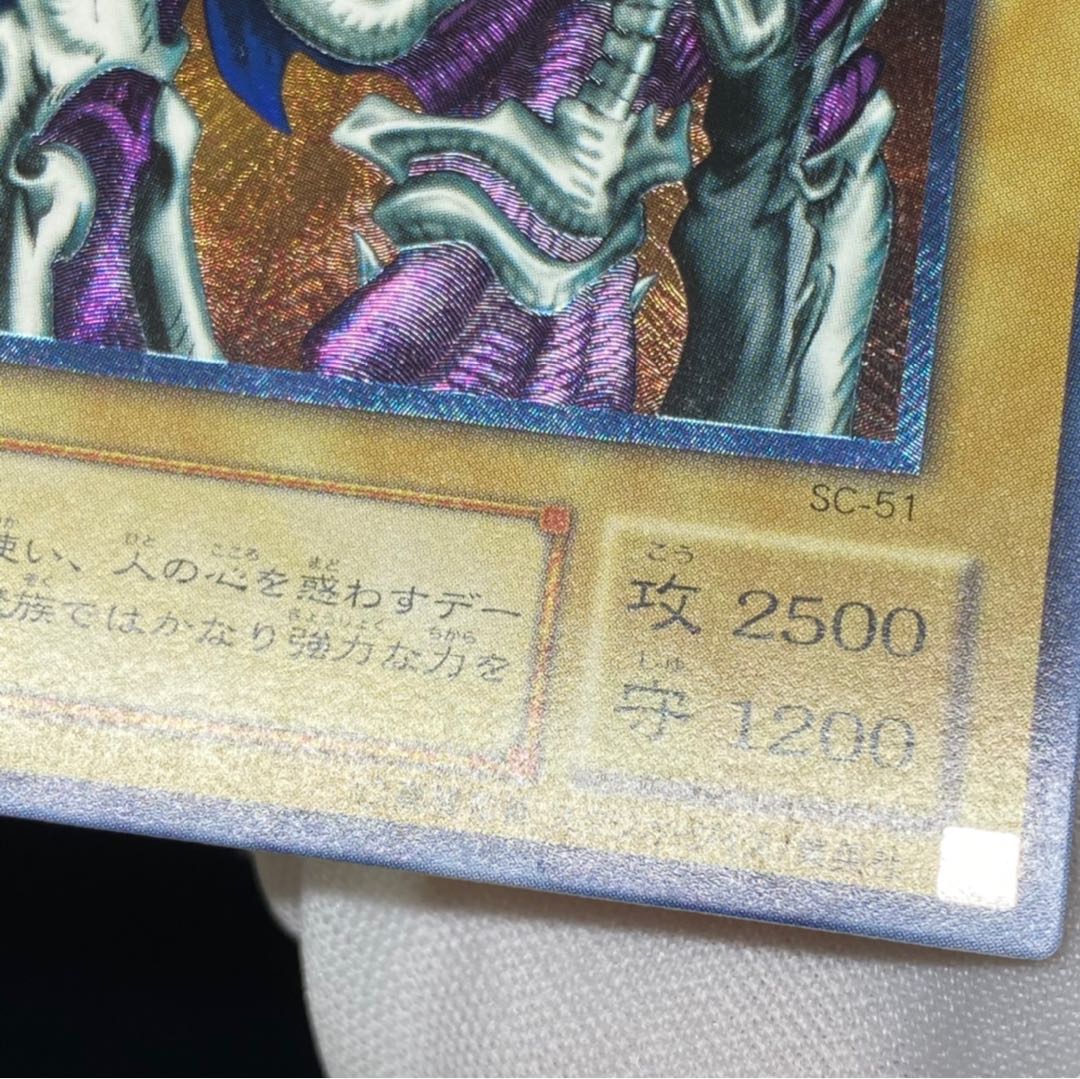 SC-51
使い、人の心を惑わすデー
族ではかなり強力な力を
攻 2500
守 1200